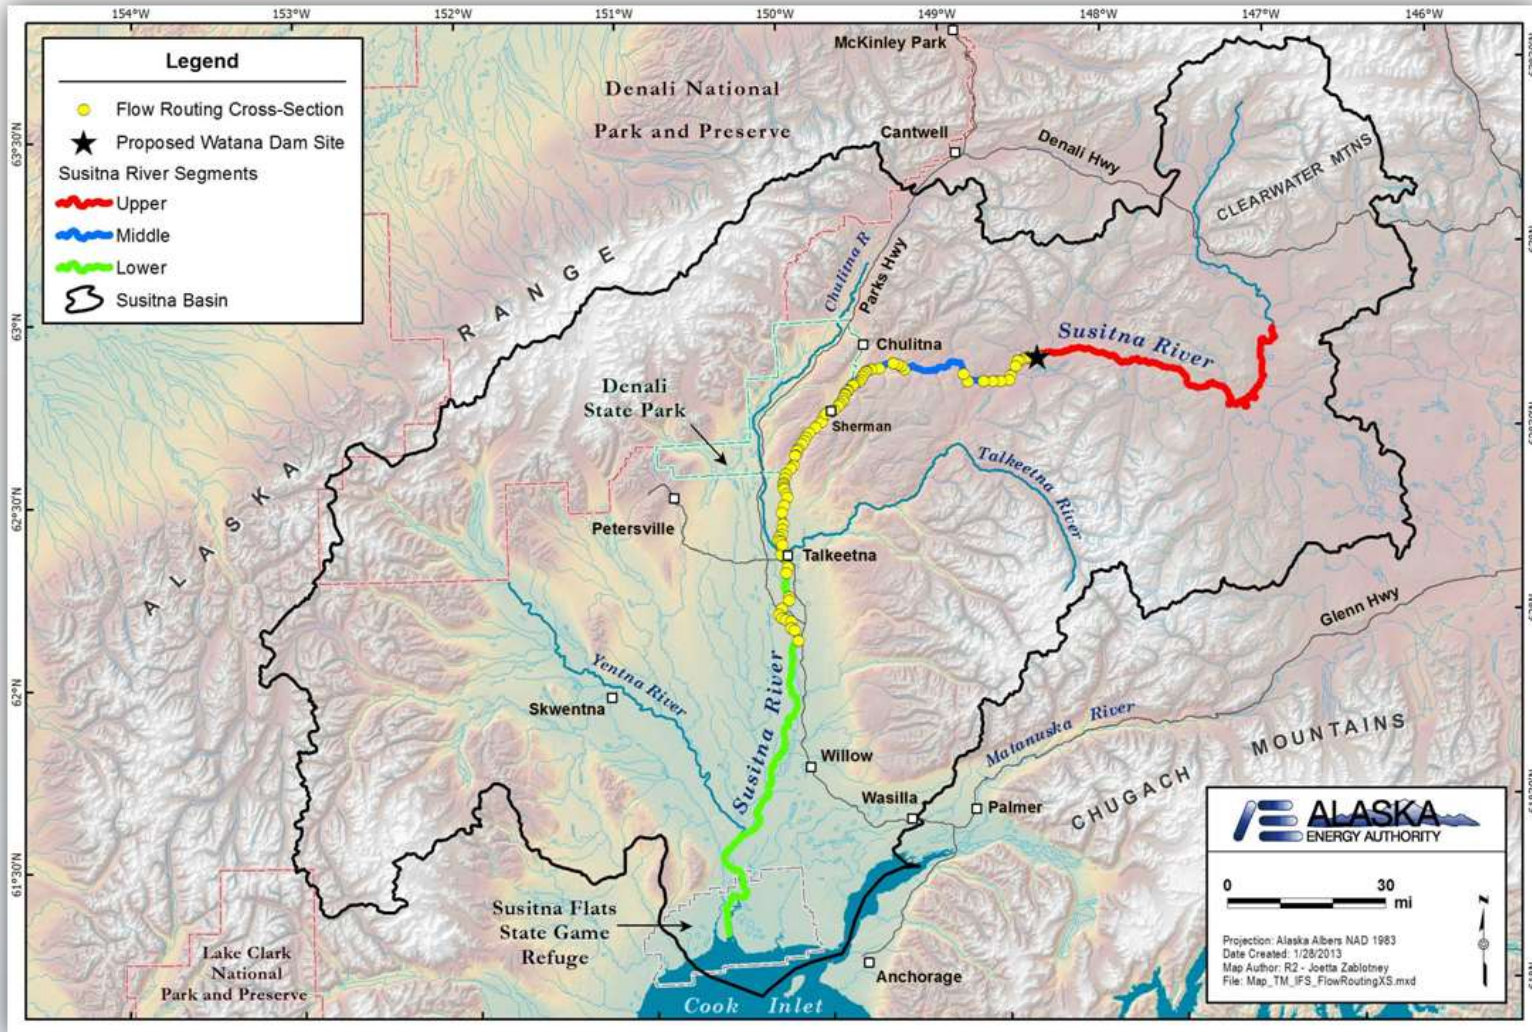 154°W 153°W 152°W 151°W 150°W 149°W 148°W 147°W 146°W
Legend
Flow Routing Cross-Section
Proposed Watana Dam Site
Susitna River Segments
Upper
Middle
Lower
Susitna Basin
McKinley Park
Denali National
Park and Preserve
Cantwell
Denali Hwy
CLEARWATER MTNS
63°30'N
63°N
62°30'N
62°N
61°30'N
ALASKA RANGE
Chulitna R
Parks Hwy
Chulitna
Susitna River
Denali
State Park
Sherman
Talkeetna River
Petersville
Talkeetna
Glenn Hwy
Yentna River
Skwentna
Susitna River
Matanuska River
Willow
Wasilla
Palmer
CHUGACH MOUNTAINS
Susitna Flats
State Game
Refuge
Lake Clark
National
Park and Preserve
Anchorage
Cook Inlet
ALASKA
ENERGY AUTHORITY
0 30
mi
N
Projection: Alaska Albers NAD 1983
Date Created: 1/28/2013
Map Author: R2 - Joetta Zablotney
File: Map_TM_IFS_FlowRoutingXS.mxd